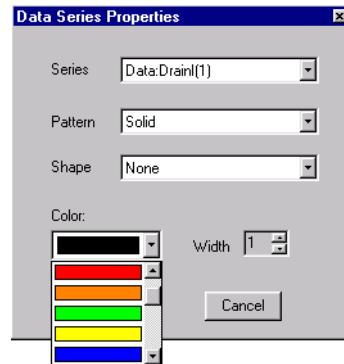 Data Series Properties
Series Data:DrainI(1)
Pattern Solid
Shape None
Color:
Width 1
Cancel